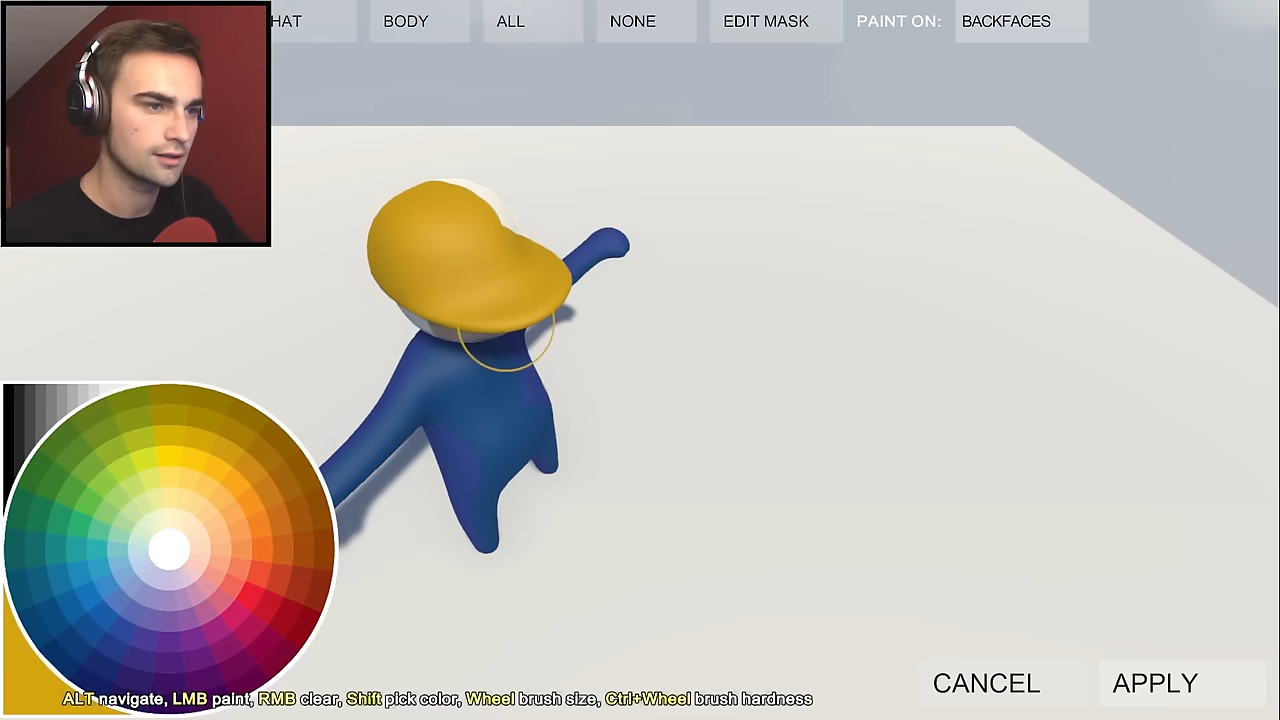 HAT
BODY
ALL
NONE
EDIT MASK
PAINT ON:
BACKFACES
CANCEL
APPLY
ALT navigate, LMB paint, RMB clear, Shift pick color, Wheel brush size, Ctrl+Wheel brush hardness